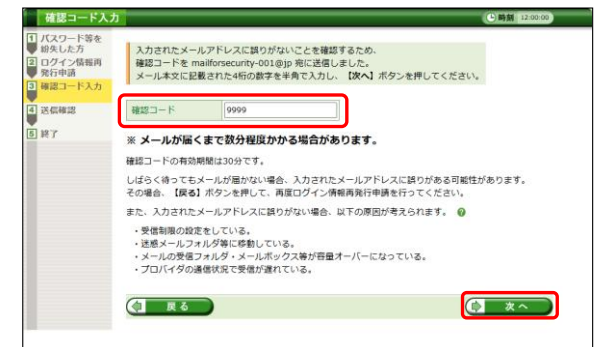 確認コード入力
時刻 12:00:00
1 パスワード等を
紛失した方
2 ログイン情報再
発行申請
3 確認コード入力
4 送信確認
5 終了
入力されたメールアドレスに誤りがないことを確認するため、
確認コードを mailforsecurity-001@jp 宛に送信しました。
メール本文に記載された4桁の数字を半角で入力し、【次へ】ボタンを押してください。
確認コード 9999
※ メールが届くまで数分程度かかる場合があります。
確認コードの有効期間は30分です。
しばらく待ってもメールが届かない場合、入力されたメールアドレスに誤りがある可能性があります。
その場合、【戻る】ボタンを押して、再度ログイン情報再発行申請を行ってください。
また、入力されたメールアドレスに誤りがない場合、以下の原因が考えられます。 ?
・受信制限の設定をしている。
・迷惑メールフォルダ等に移動している。
・メールの受信フォルダ・メールボックス等が容量オーバーになっている。
・プロバイダの通信状況で受信が遅れている。
戻る
次へ